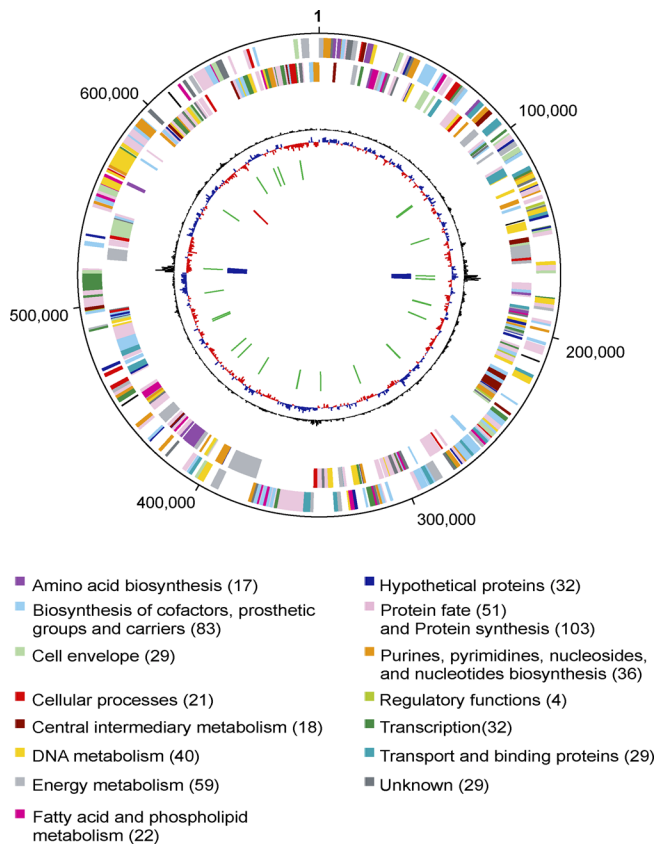 1
100,000
200,000
300,000
400,000
500,000
600,000
Amino acid biosynthesis (17)
Biosynthesis of cofactors, prosthetic
groups and carriers (83)
Cell envelope (29)
Cellular processes (21)
Central intermediary metabolism (18)
DNA metabolism (40)
Energy metabolism (59)
Fatty acid and phospholipid
metabolism (22)
Hypothetical proteins (32)
Protein fate (51)
and Protein synthesis (103)
Purines, pyrimidines, nucleosides,
and nucleotides biosynthesis (36)
Regulatory functions (4)
Transcription(32)
Transport and binding proteins (29)
Unknown (29)